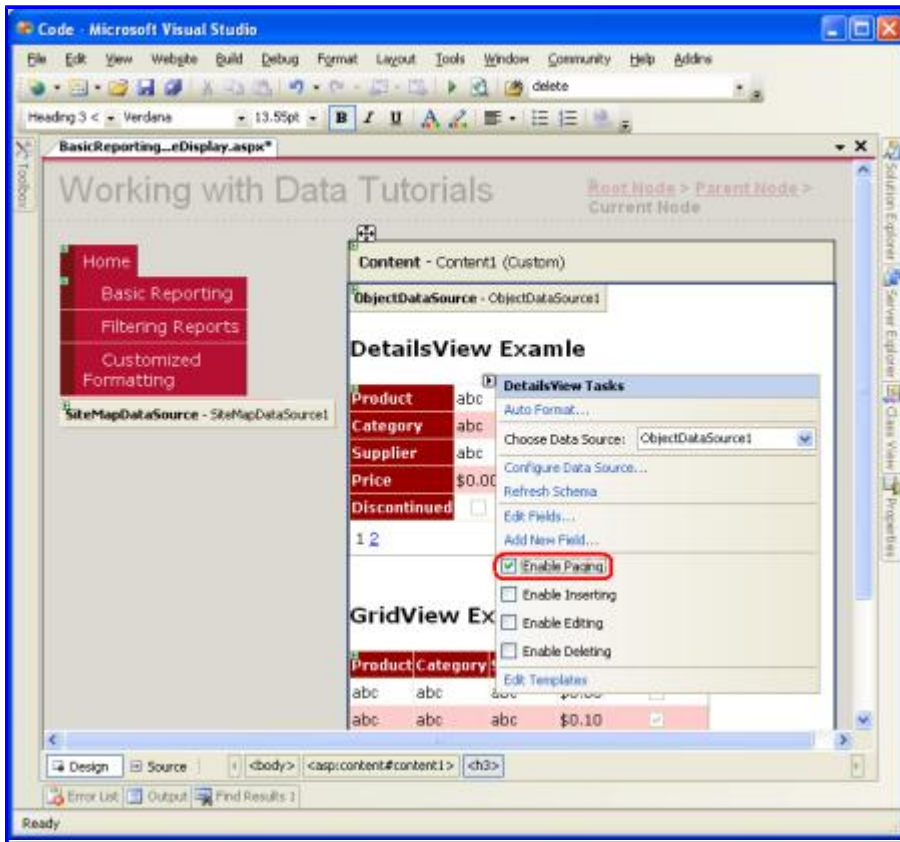 Code - Microsoft Visual Studio
File Edit View Website Build Debug Format Layout Tools Window Community Help Addins
delete
Heading 3 < Verdana 13.55pt B I U A
BasicReporting...eDisplay.aspx*
Toolbox
Working with Data Tutorials
Root Node > Parent Node >
Current Node
Home
Basic Reporting
Filtering Reports
Customized
Formatting
SiteMapDataSource - SiteMapDataSource1
Content - Content1 (Custom)
ObjectDataSource - ObjectDataSource1
DetailsView Examle
Product abc
Category abc
Supplier abc
Price $0.00
Discontinued
1 2
DetailsView Tasks
Auto Format...
Choose Data Source: ObjectDataSource1
Configure Data Source...
Refresh Schema
Edit Fields...
Add New Field...
Enable Paging
Enable Inserting
Enable Editing
Enable Deleting
Edit Templates
GridView Ex
Product Category S
abc abc abc $0.00
abc abc abc $0.10
Solution Explorer
Server Explorer
Class View
Properties
Design Source <body> <asp:content#content1> <h3>
Error List Output Find Results 1
Ready